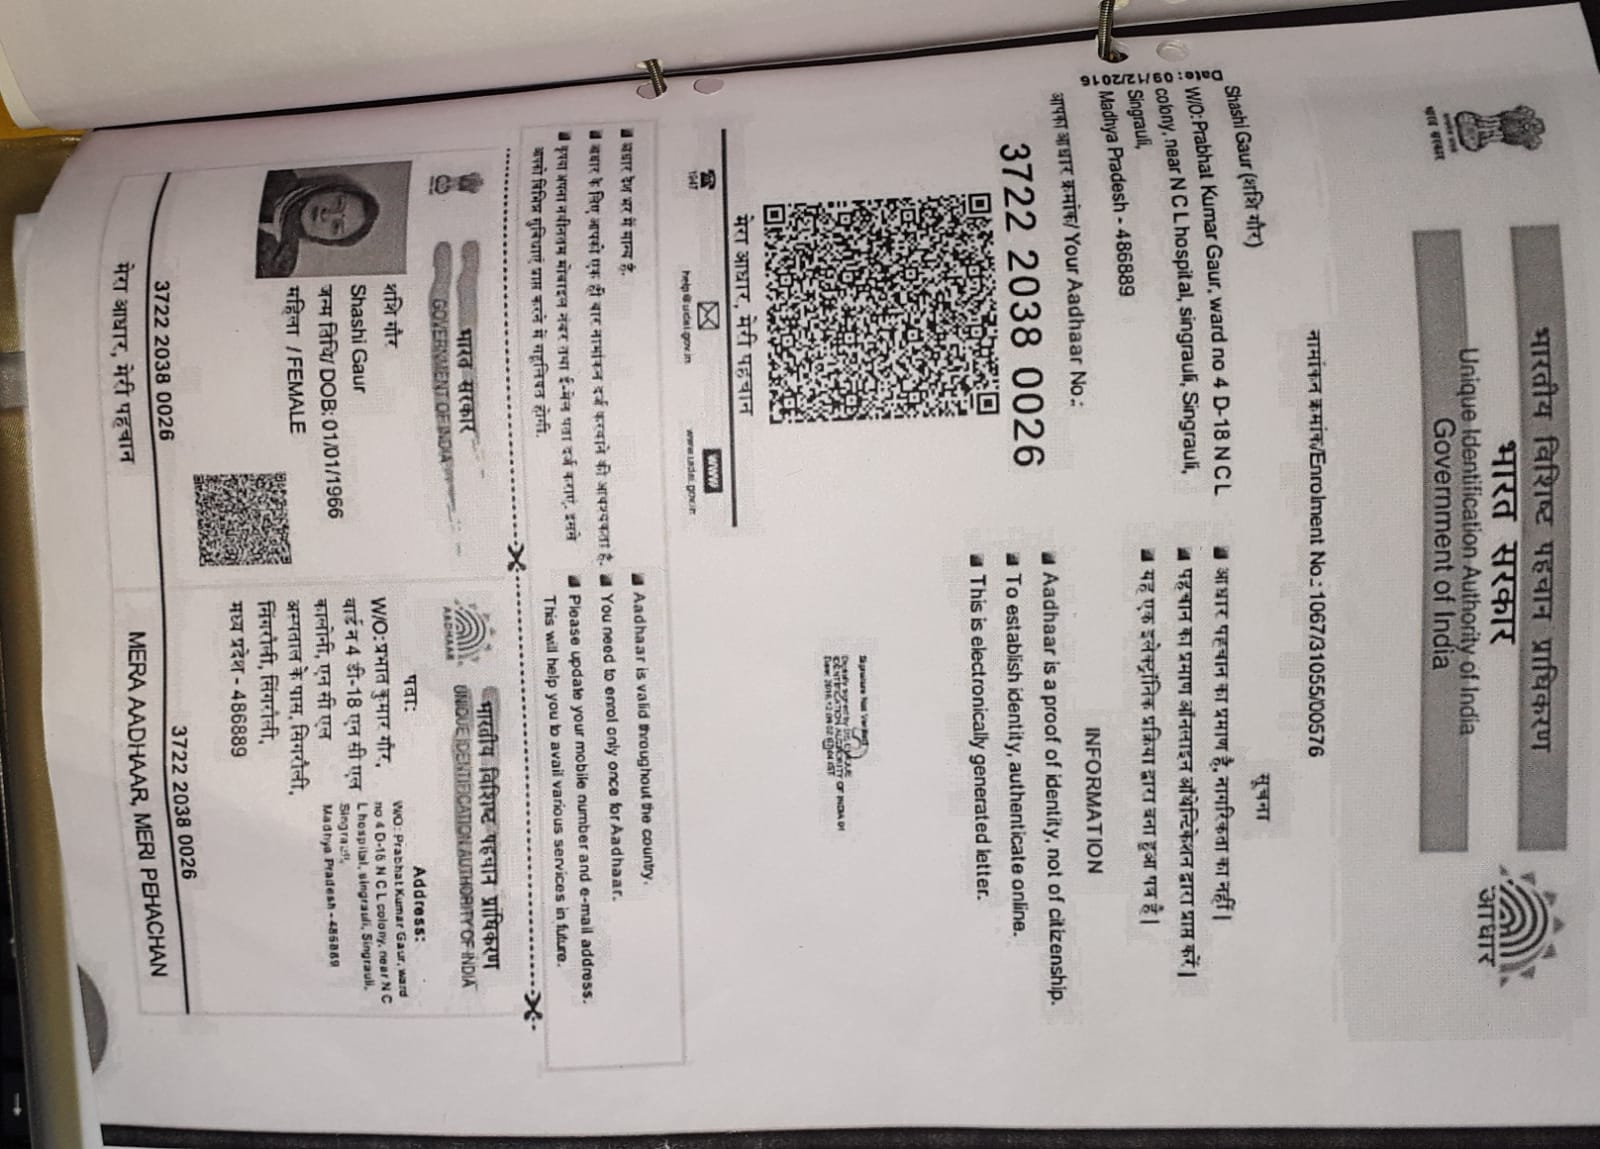 भारत सरकार
भारतीय विशिष्ट पहचान प्राधिकरण
भारत सरकार
Unique Identification Authority of India
Government of India
आधार
नामांकन क्रमांक/Enrolment No.: 1067/31055/00576
Shashi Gaur (शशि गौर)
W/O: Prabhat Kumar Gaur, ward no 4 D-18 N C L
colony, near N C L hospital, singrauli, Singrauli,
Singrauli,
Madhya Pradesh - 486889
Date: 09/12/2016
आपका आधार क्रमांक/ Your Aadhaar No.:
3722 2038 0026
मेरा आधार, मेरी पहचान
सूचना
आधार पहचान का प्रमाण है, नागरिकता का नहीं।
पहचान का प्रमाण ऑनलाइन ऑथेन्टिकेशन द्वारा प्राप्त करें।
यह एक इलेक्ट्रॉनिक प्रक्रिया द्वारा बना हुआ पत्र है।
INFORMATION
Aadhaar is a proof of identity, not of citizenship.
To establish identity, authenticate online.
This is electronically generated letter.
1947
help@uidai.gov.in
www
www.uidai.gov.in
आधार देश भर में मान्य है.
आधार के लिए आपको एक ही बार नामांकन दर्ज करवाने की आवश्यकता है.
कृपया अपना नवीनतम मोबाइल नंबर तथा ई-मेल पता दर्ज कराएं. इससे
आपको विभिन्न सुविधाएं प्राप्त करने में सहूलियत होगी.
Aadhaar is valid throughout the country.
You need to enrol only once for Aadhaar.
Please update your mobile number and e-mail address.
This will help you to avail various services in future.
भारत सरकार
GOVERNMENT OF INDIA
शशि गौर
Shashi Gaur
जन्म तिथि/ DOB: 01/01/1966
महिला / FEMALE
3722 2038 0026
मेरा आधार, मेरी पहचान
भारतीय विशिष्ट पहचान प्राधिकरण
UNIQUE IDENTIFICATION AUTHORITY OF INDIA
AADHAAR
पता:
W/O: प्रभात कुमार गौर,
वार्ड न 4 डी-18 एन सी एल
कालोनी, एन सी एल
अस्पताल के पास, सिंगरौली,
सिंगरौली, सिंगरौली,
मध्य प्रदेश - 486889
Address:
W/O: Prabhat Kumar Gaur, ward
no 4 D-18 N C L colony, near N C
L hospital, singrauli, Singrauli,
Singrauli,
Madhya Pradesh - 486889
3722 2038 0026
MERA AADHAAR, MERI PEHACHAN